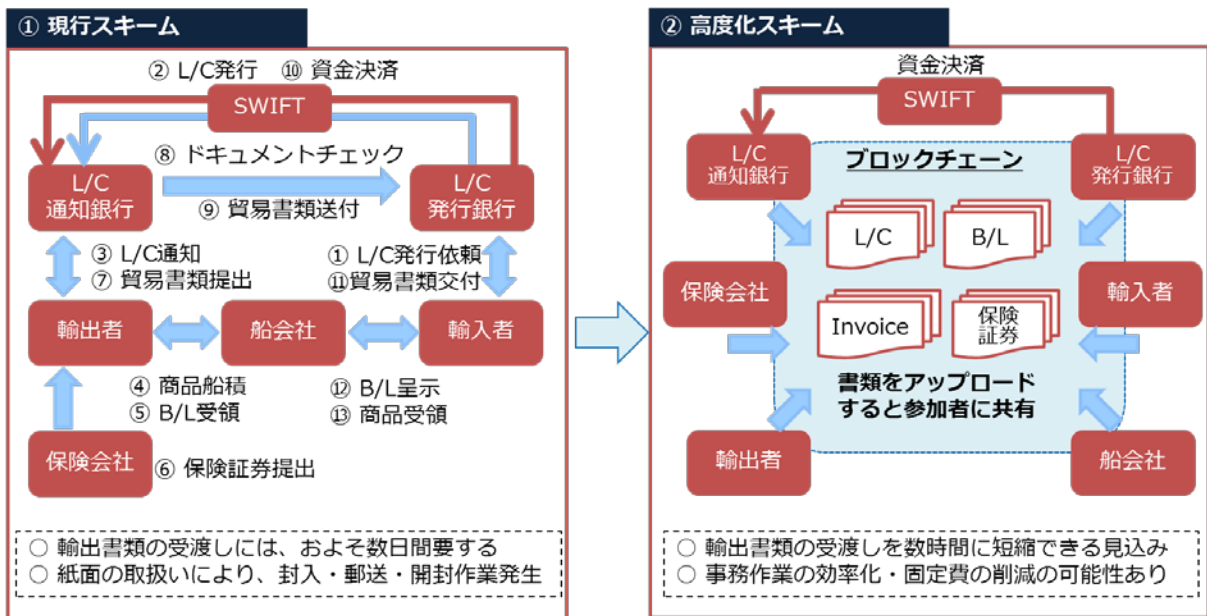 ① 現行スキーム
② L/C発行 ⑩ 資金決済
SWIFT
⑧ ドキュメントチェック
L/C
通知銀行
L/C
発行銀行
⑨ 貿易書類送付
③ L/C通知
⑦ 貿易書類提出
① L/C発行依頼
⑪貿易書類交付
輸出者
船会社
輸入者
④ 商品船積
⑤ B/L受領
⑫ B/L呈示
⑬ 商品受領
保険会社
⑥ 保険証券提出
○ 輸出書類の受渡しには、およそ数日間要する
○ 紙面の取扱いにより、封入・郵送・開封作業発生
② 高度化スキーム
資金決済
SWIFT
L/C
通知銀行
L/C
発行銀行
ブロックチェーン
L/C
B/L
保険会社
輸入者
Invoice
保険
証券
書類をアップロード
すると参加者に共有
輸出者
船会社
○ 輸出書類の受渡しを数時間に短縮できる見込み
○ 事務作業の効率化・固定費の削減の可能性あり